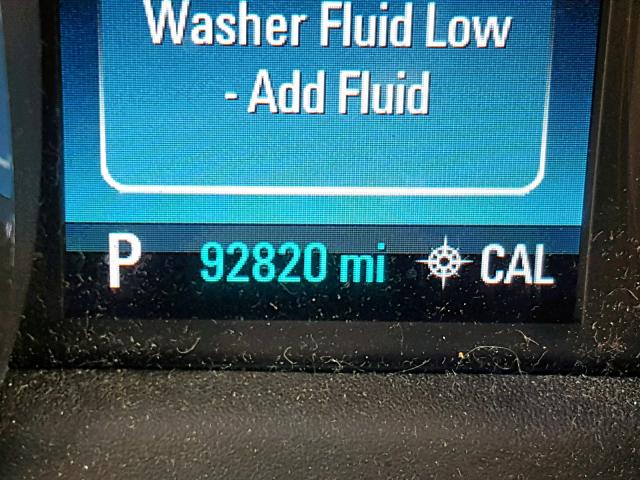 Washer Fluid Low
- Add Fluid
P 92820 mi CAL